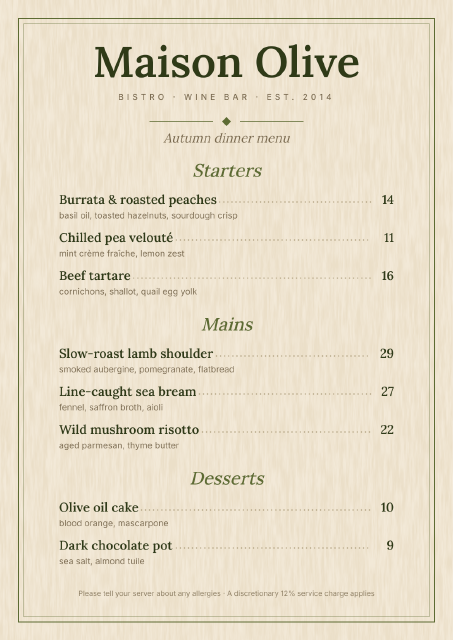 Maison Olive
BISTRO · WINE BAR · EST. 2014
Autumn dinner menu
Starters
Burrata & roasted peaches 14
basil oil, toasted hazelnuts, sourdough crisp
Chilled pea velouté 11
mint crème fraîche, lemon zest
Beef tartare 16
cornichons, shallot, quail egg yolk
Mains
Slow-roast lamb shoulder 29
smoked aubergine, pomegranate, flatbread
Line-caught sea bream 27
fennel, saffron broth, aioli
Wild mushroom risotto 22
aged parmesan, thyme butter
Desserts
Olive oil cake 10
blood orange, mascarpone
Dark chocolate pot 9
sea salt, almond tuile
Please tell your server about any allergies · A discretionary 12% service charge applies